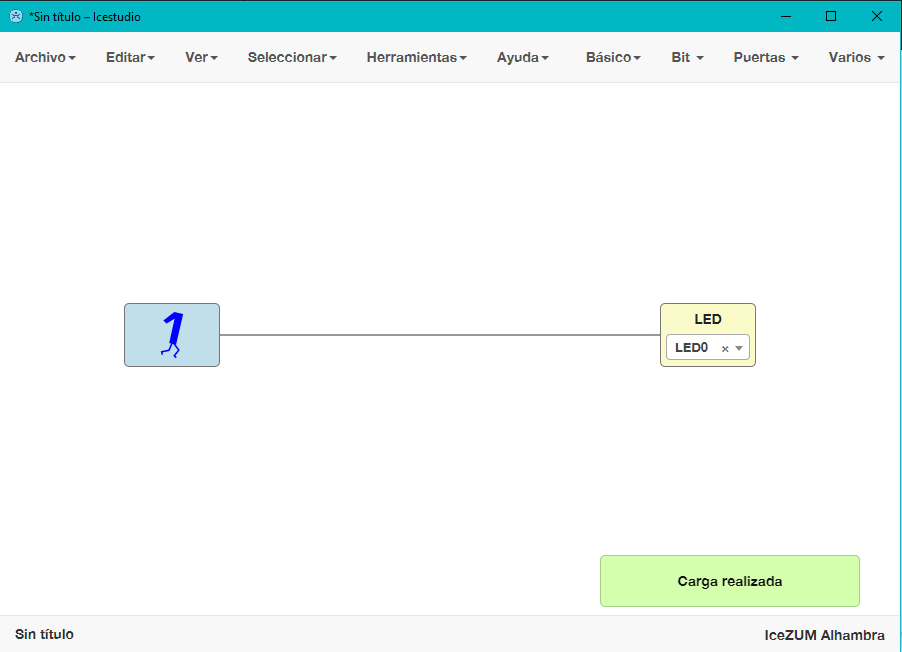 *Sin título – Icestudio
Archivo Editar Ver Seleccionar Herramientas Ayuda Básico Bit Puertas Varios
1
LED
LED0 ×
Carga realizada
Sin título
IceZUM Alhambra